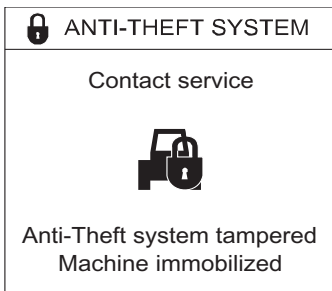 ANTI-THEFT SYSTEM
Contact service
Anti-Theft system tampered
Machine immobilized